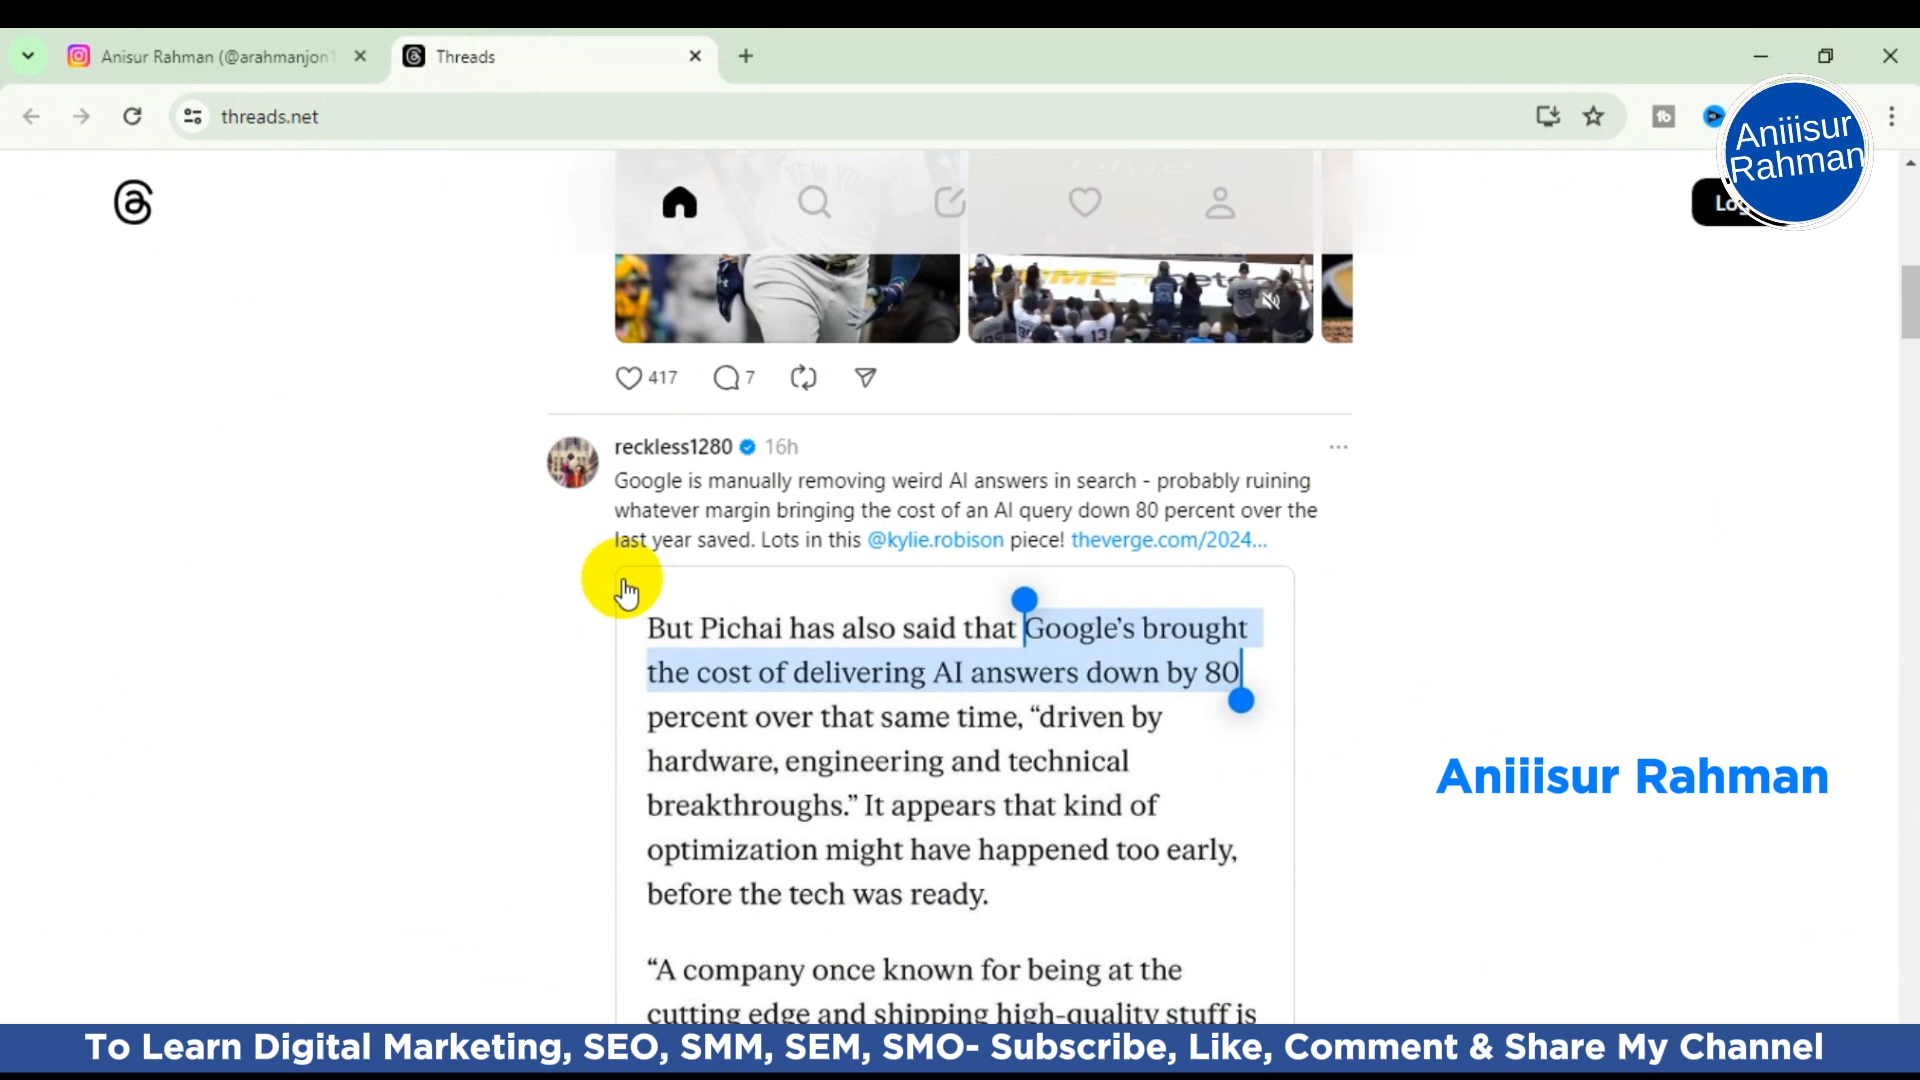 Anisur Rahman (@arahmanjon1
Threads
threads.net
Aniiisur
Rahman
Log
417
7
reckless1280 16h
Google is manually removing weird AI answers in search - probably ruining
whatever margin bringing the cost of an AI query down 80 percent over the
last year saved. Lots in this @kylie.robison piece! theverge.com/2024...
But Pichai has also said that Google’s brought
the cost of delivering AI answers down by 80
percent over that same time, “driven by
hardware, engineering and technical
breakthroughs.” It appears that kind of
optimization might have happened too early,
before the tech was ready.
“A company once known for being at the
cutting edge and shipping high-quality stuff is
Aniiisur Rahman
To Learn Digital Marketing, SEO, SMM, SEM, SMO- Subscribe, Like, Comment & Share My Channel